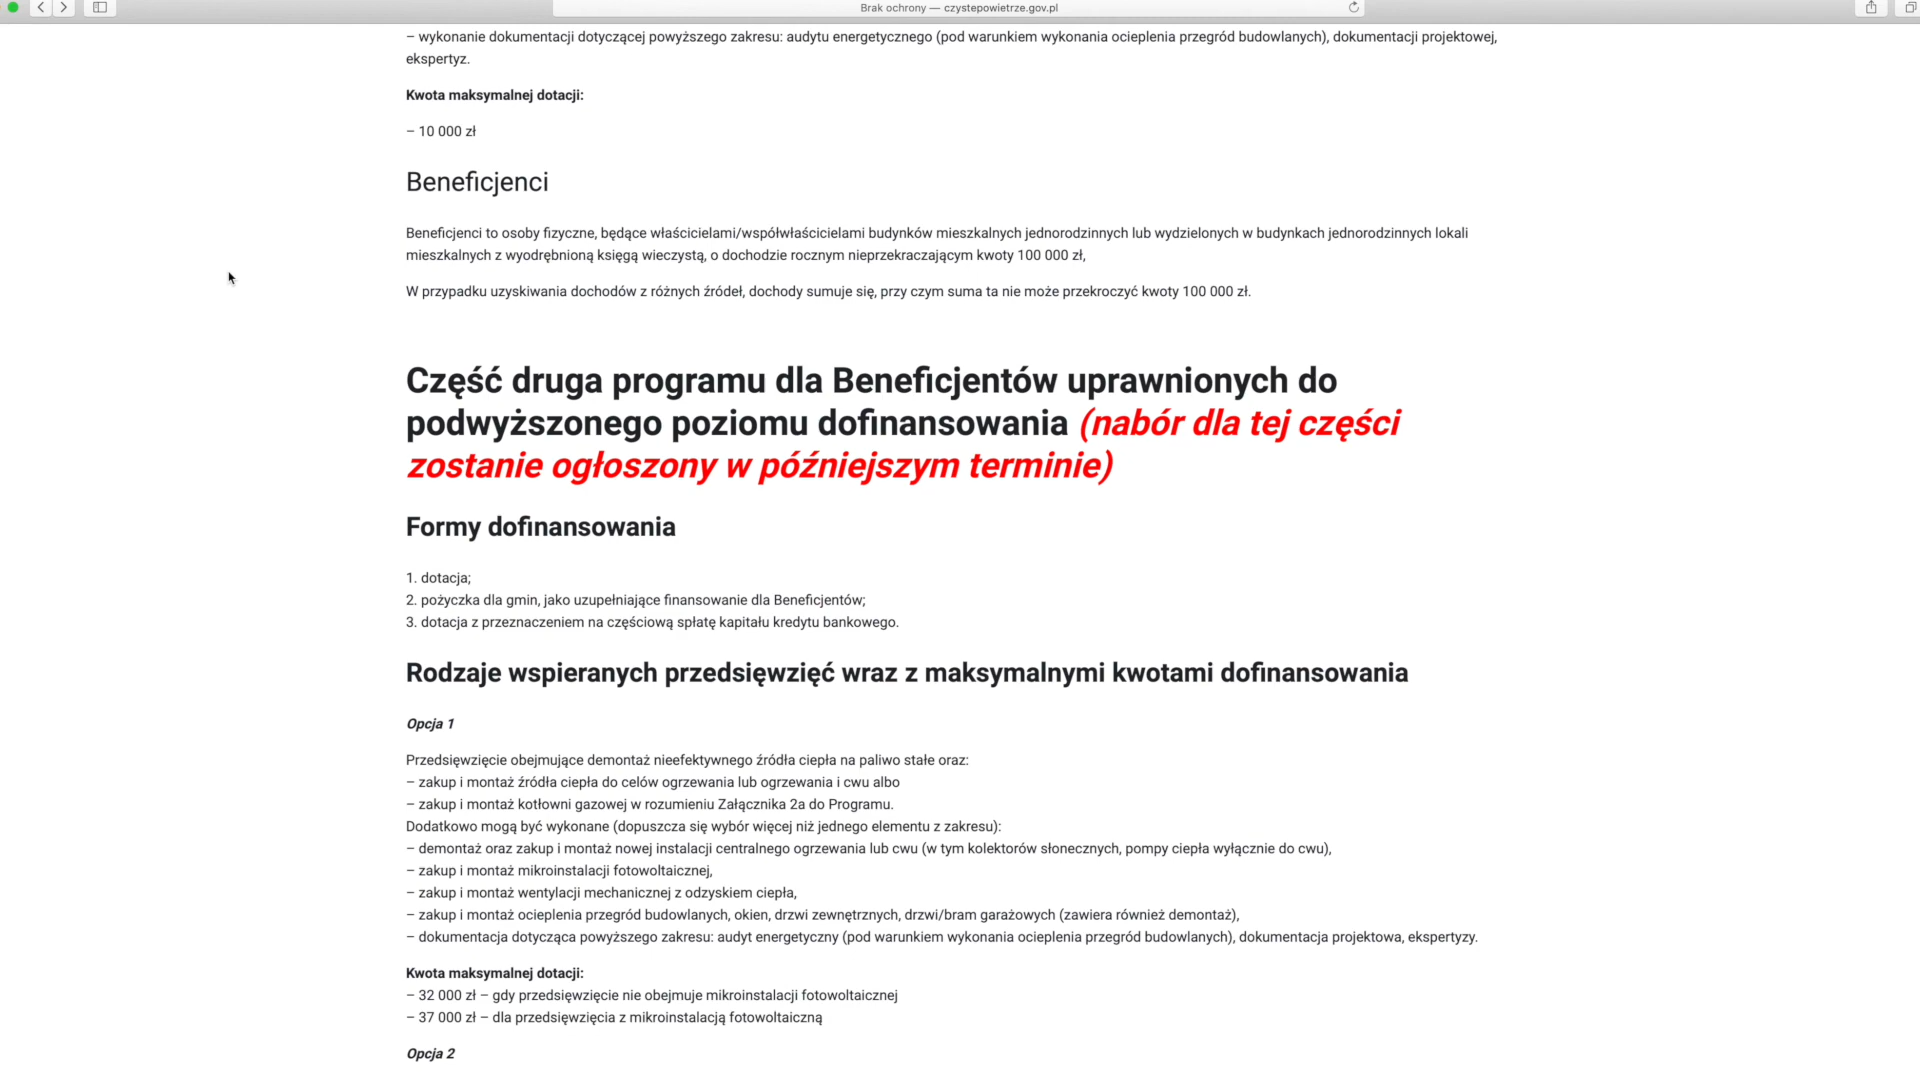 Brak ochrony — czystepowietrze.gov.pl
– wykonanie dokumentacji dotyczącej powyższego zakresu: audytu energetycznego (pod warunkiem wykonania ocieplenia przegród budowlanych), dokumentacji projektowej,
ekspertyz.
Kwota maksymalnej dotacji:
– 10 000 zł
Beneficjenci
Beneficjenci to osoby fizyczne, będące właścicielami/współwłaścicielami budynków mieszkalnych jednorodzinnych lub wydzielonych w budynkach jednorodzinnych lokali
mieszkalnych z wyodrębnioną księgą wieczystą, o dochodzie rocznym nieprzekraczającym kwoty 100 000 zł,
W przypadku uzyskiwania dochodów z różnych źródeł, dochody sumuje się, przy czym suma ta nie może przekroczyć kwoty 100 000 zł.
Część druga programu dla Beneficjentów uprawnionych do
podwyższonego poziomu dofinansowania (nabór dla tej części
zostanie ogłoszony w późniejszym terminie)
Formy dofinansowania
1. dotacja;
2. pożyczka dla gmin, jako uzupełniające finansowanie dla Beneficjentów;
3. dotacja z przeznaczeniem na częściową spłatę kapitału kredytu bankowego.
Rodzaje wspieranych przedsięwzięć wraz z maksymalnymi kwotami dofinansowania
Opcja 1
Przedsięwzięcie obejmujące demontaż nieefektywnego źródła ciepła na paliwo stałe oraz:
– zakup i montaż źródła ciepła do celów ogrzewania lub ogrzewania i cwu albo
– zakup i montaż kotłowni gazowej w rozumieniu Załącznika 2a do Programu.
Dodatkowo mogą być wykonane (dopuszcza się wybór więcej niż jednego elementu z zakresu):
– demontaż oraz zakup i montaż nowej instalacji centralnego ogrzewania lub cwu (w tym kolektorów słonecznych, pompy ciepła wyłącznie do cwu),
– zakup i montaż mikroinstalacji fotowoltaicznej,
– zakup i montaż wentylacji mechanicznej z odzyskiem ciepła,
– zakup i montaż ocieplenia przegród budowlanych, okien, drzwi zewnętrznych, drzwi/bram garażowych (zawiera również demontaż),
– dokumentacja dotycząca powyższego zakresu: audyt energetyczny (pod warunkiem wykonania ocieplenia przegród budowlanych), dokumentacja projektowa, ekspertyzy.
Kwota maksymalnej dotacji:
– 32 000 zł – gdy przedsięwzięcie nie obejmuje mikroinstalacji fotowoltaicznej
– 37 000 zł – dla przedsięwzięcia z mikroinstalacją fotowoltaiczną
Opcja 2